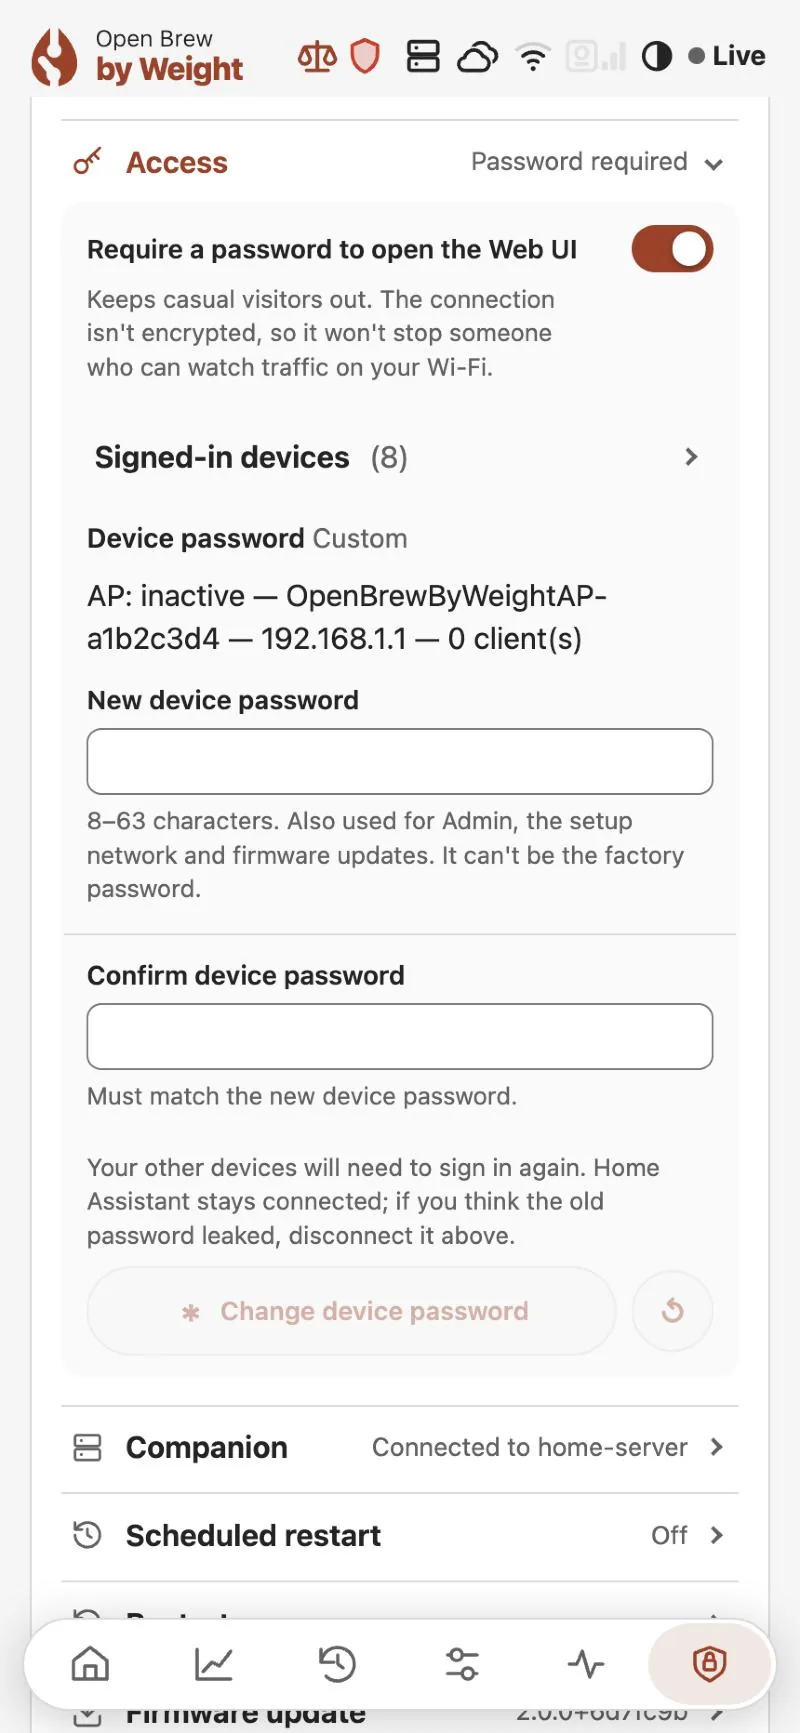 Open Brew
by Weight
Live
Access
Password required
Require a password to open the Web UI
Keeps casual visitors out. The connection
isn't encrypted, so it won't stop someone
who can watch traffic on your Wi-Fi.
Signed-in devices (8)
Device password Custom
AP: inactive — OpenBrewByWeightAP-
a1b2c3d4 — 192.168.1.1 — 0 client(s)
New device password
8–63 characters. Also used for Admin, the setup
network and firmware updates. It can't be the factory
password.
Confirm device password
Must match the new device password.
Your other devices will need to sign in again. Home
Assistant stays connected; if you think the old
password leaked, disconnect it above.
Change device password
Companion
Connected to home-server
Scheduled restart
Off
Firmware update